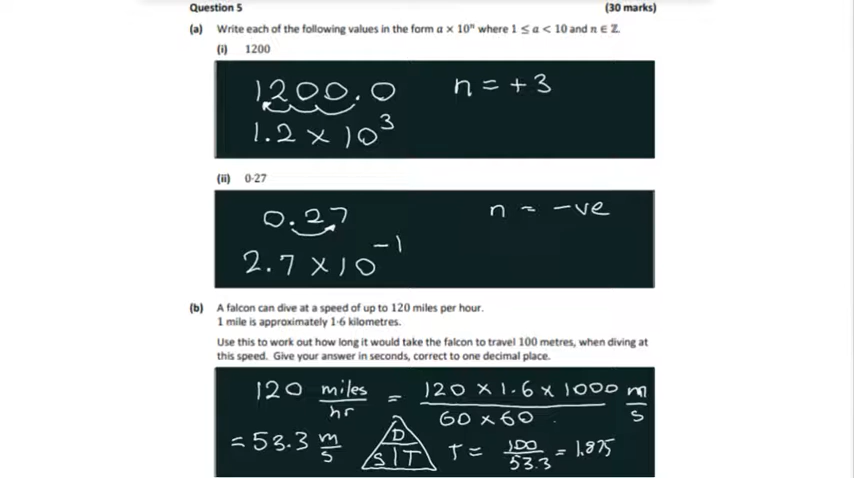 Question 5 (30 marks)
(a) Write each of the following values in the form a × 10ⁿ where 1 ≤ a < 10 and n ∈ ℤ.
(i) 1200
1200.0 n = +3
1.2 × 10³
(ii) 0·27
0.27 n = -ve
2.7 × 10⁻¹
(b) A falcon can dive at a speed of up to 120 miles per hour.
1 mile is approximately 1·6 kilometres.
Use this to work out how long it would take the falcon to travel 100 metres, when diving at
this speed. Give your answer in seconds, correct to one decimal place.
120 miles/hr = 120 × 1.6 × 1000 / 60 × 60 m/s
= 53.3 m/s D S T T = 100/53.3 = 1.875